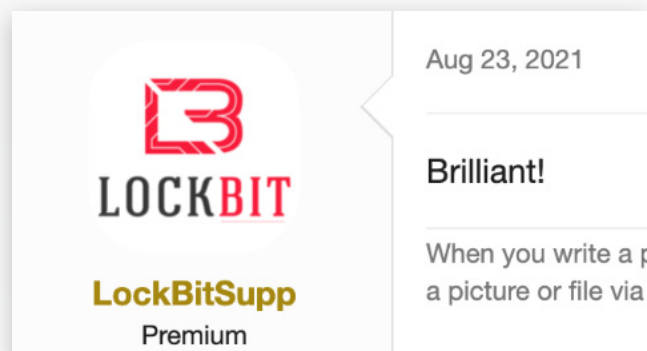 LOCKBIT
LockBitSupp
Premium
Aug 23, 2021
Brilliant!
When you write a
a picture or file via